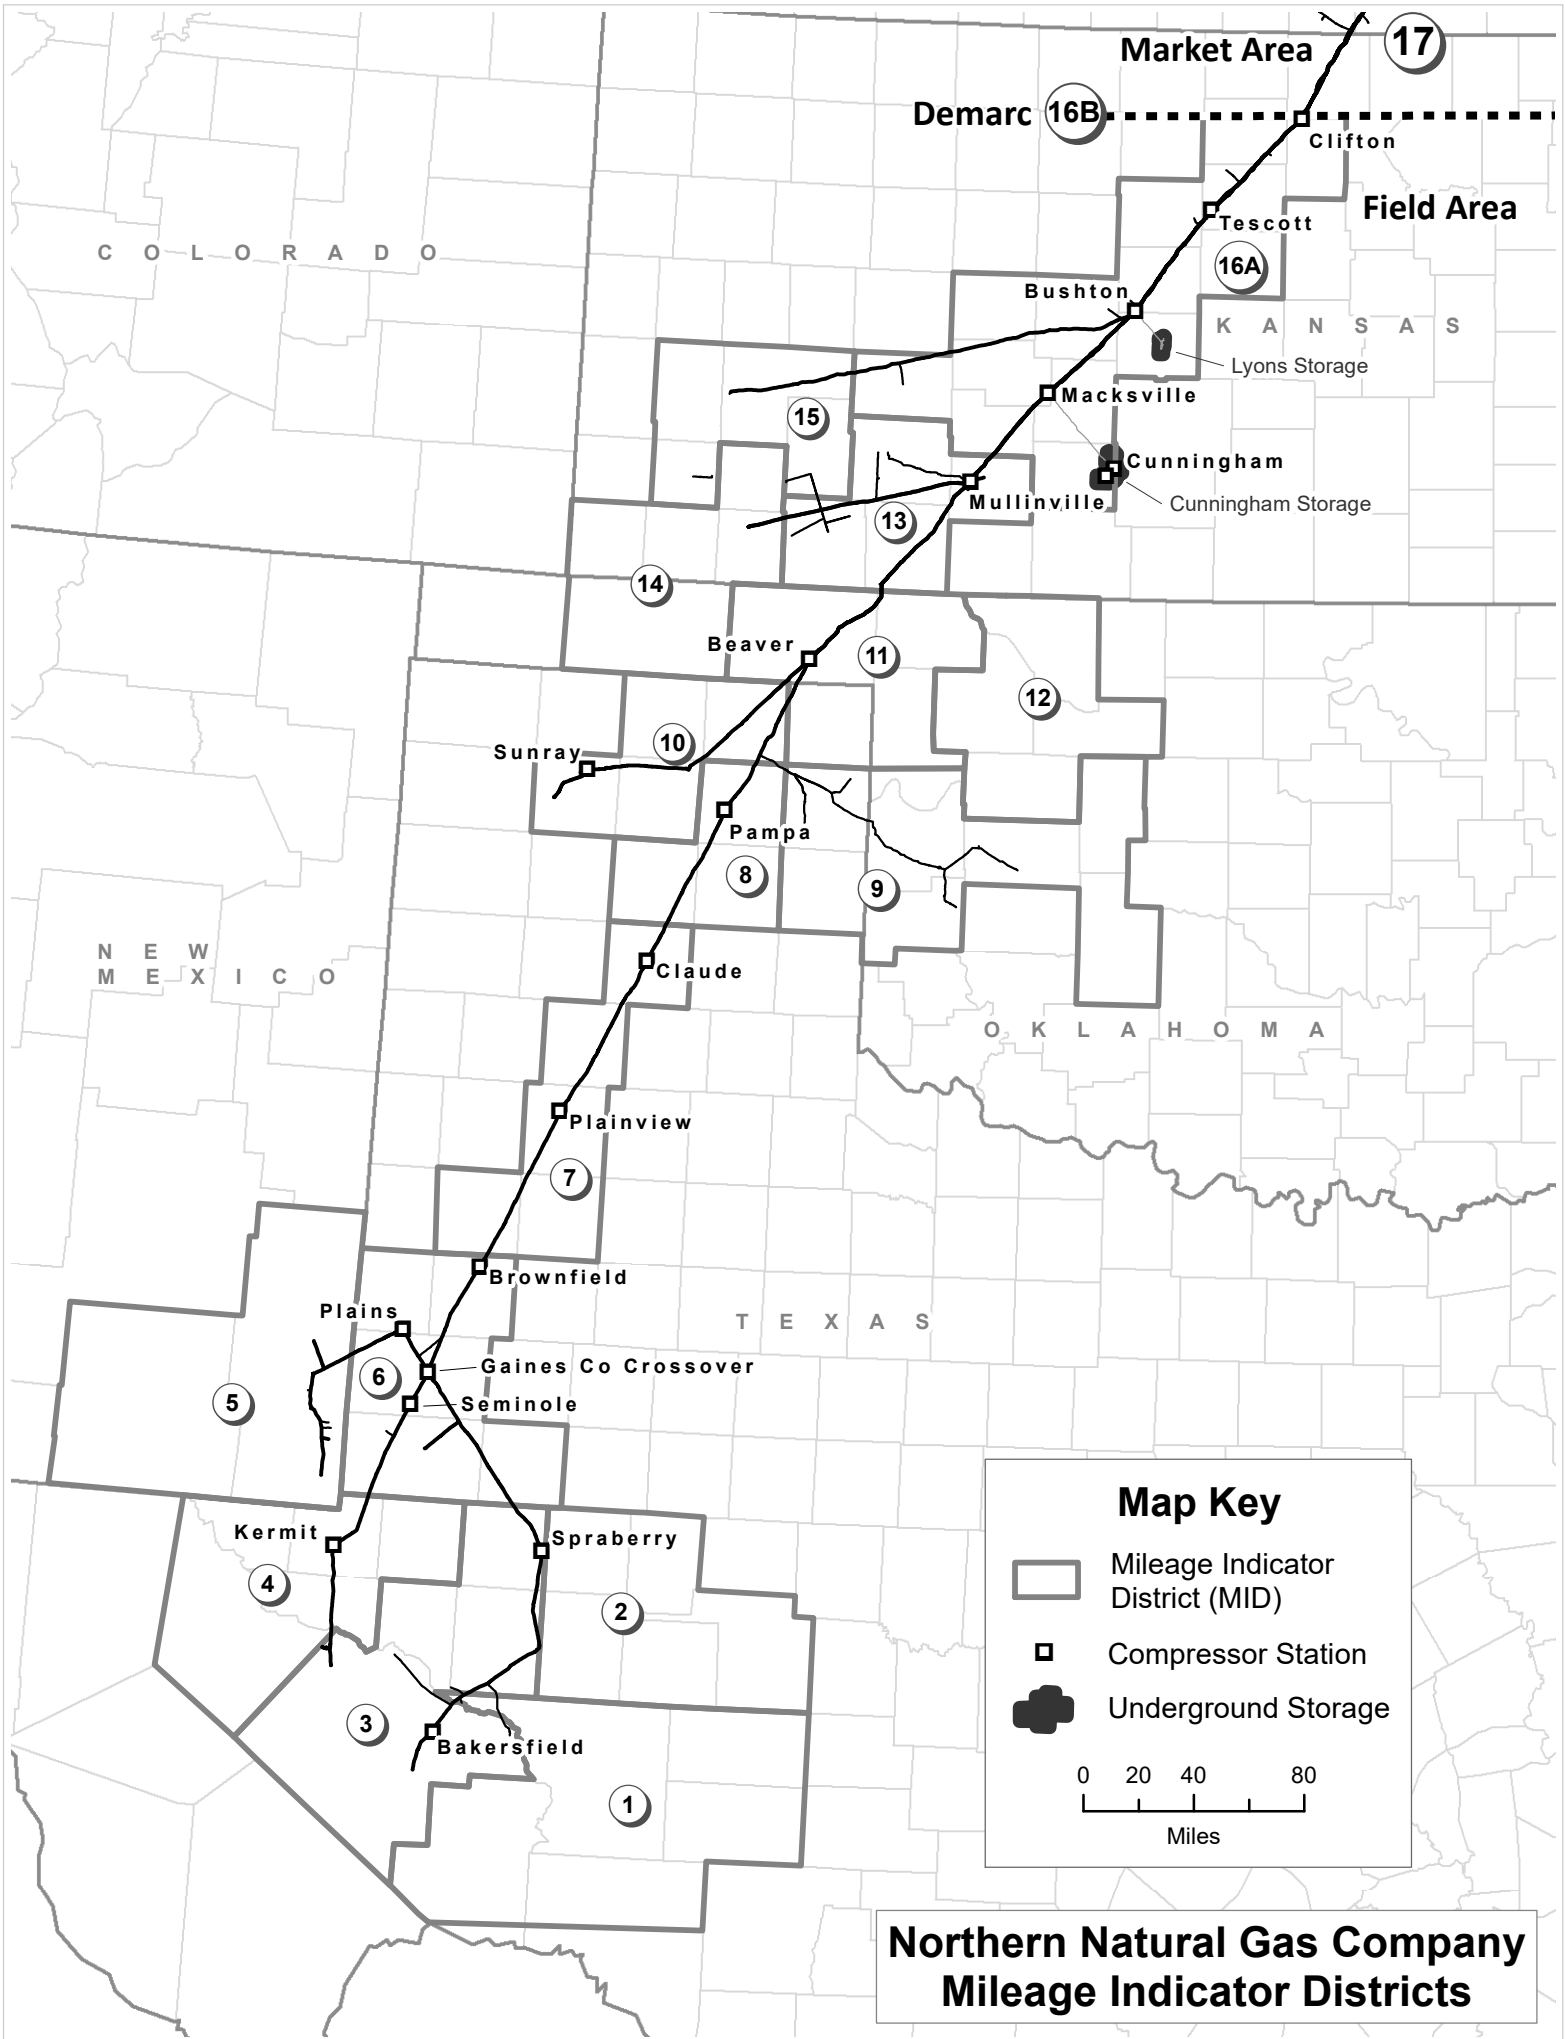 Market Area
17
Demarc
16B
Clifton
Field Area
Tescott
16A
COLORADO
Bushton
KANSAS
Lyons Storage
Macksville
15
Cunningham
Mullinville
Cunningham Storage
13
14
Beaver
11
12
10
Sunray
Pampa
8
9
NEW
MEXICO
Claude
OKLAHOMA
Plainview
7
Brownfield
Plains
TEXAS
Gaines Co Crossover
6
5
Seminole
Kermit
Spraberry
4
2
3
Bakersfield
1
Map Key
Mileage Indicator
District (MID)
Compressor Station
Underground Storage
0 20 40 80
Miles
Northern Natural Gas Company
Mileage Indicator Districts